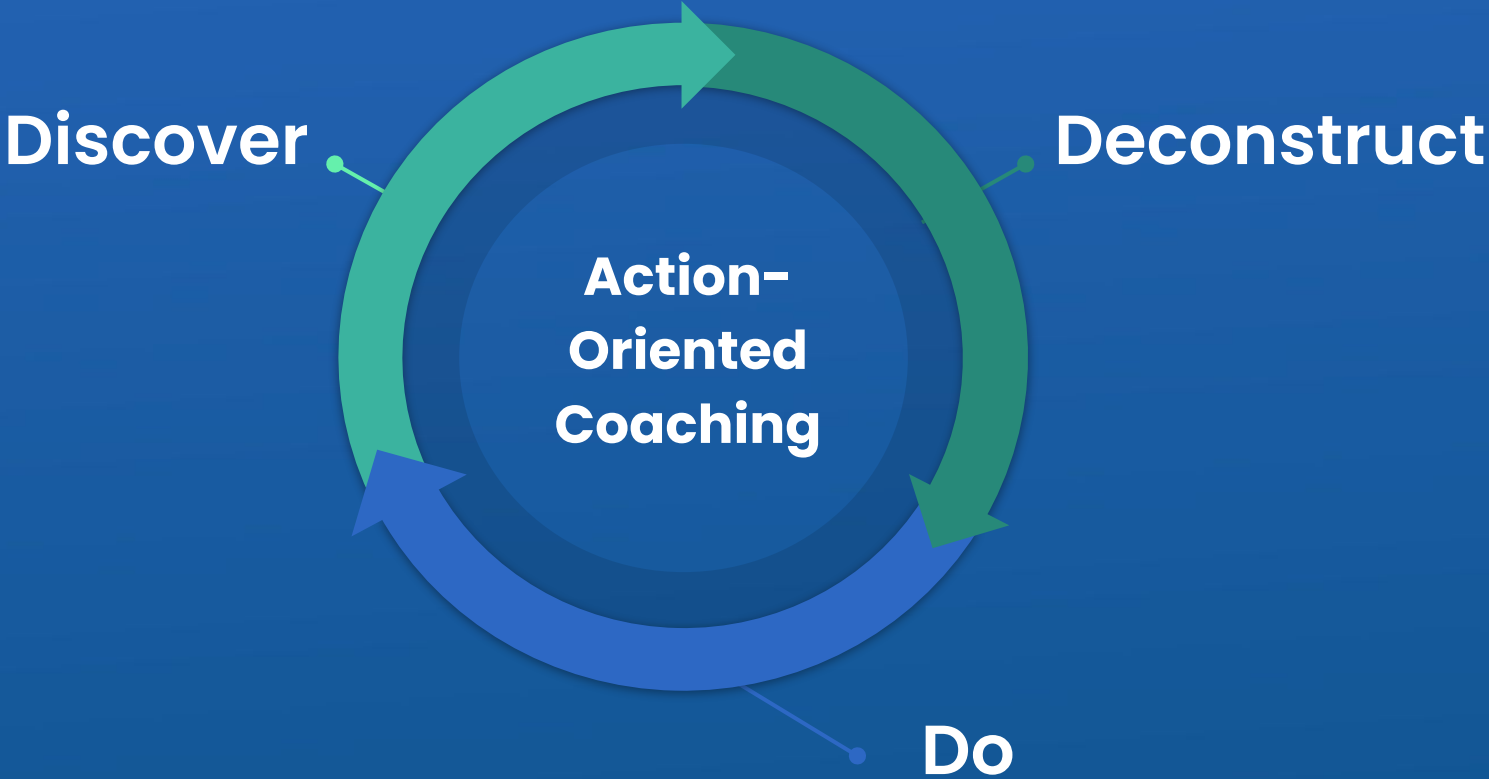 Discover
Deconstruct
Action-
Oriented
Coaching
Do